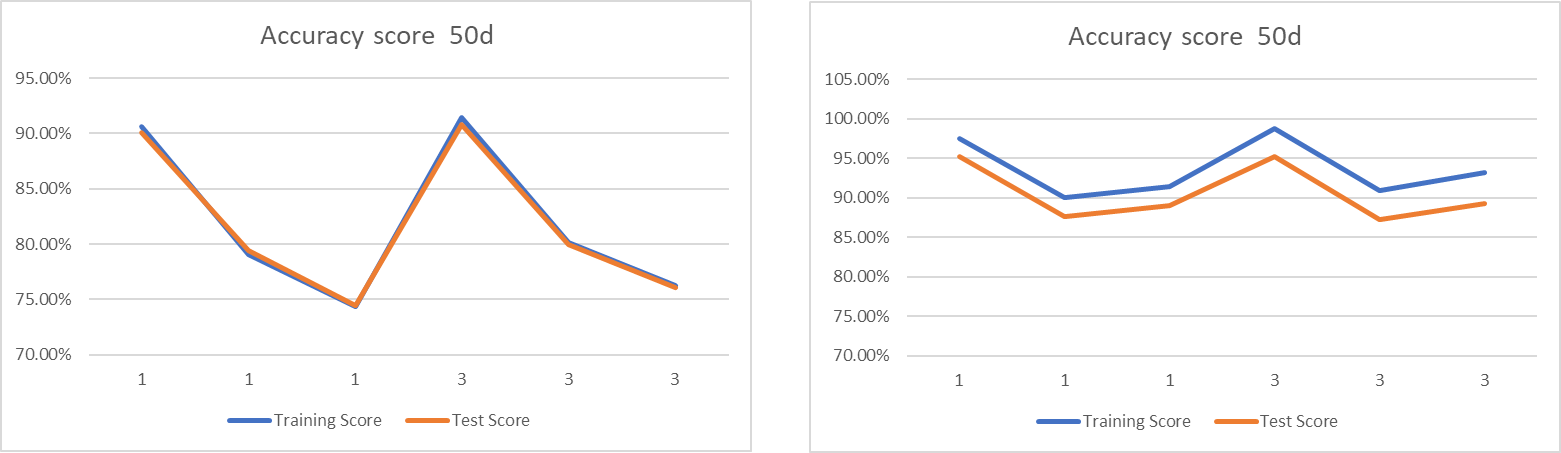 Accuracy score 50d
95.00%
90.00%
85.00%
80.00%
75.00%
70.00%
1 1 1 3 3 3
Training Score Test Score
Accuracy score 50d
105.00%
100.00%
95.00%
90.00%
85.00%
80.00%
75.00%
70.00%
1 1 1 3 3 3
Training Score Test Score